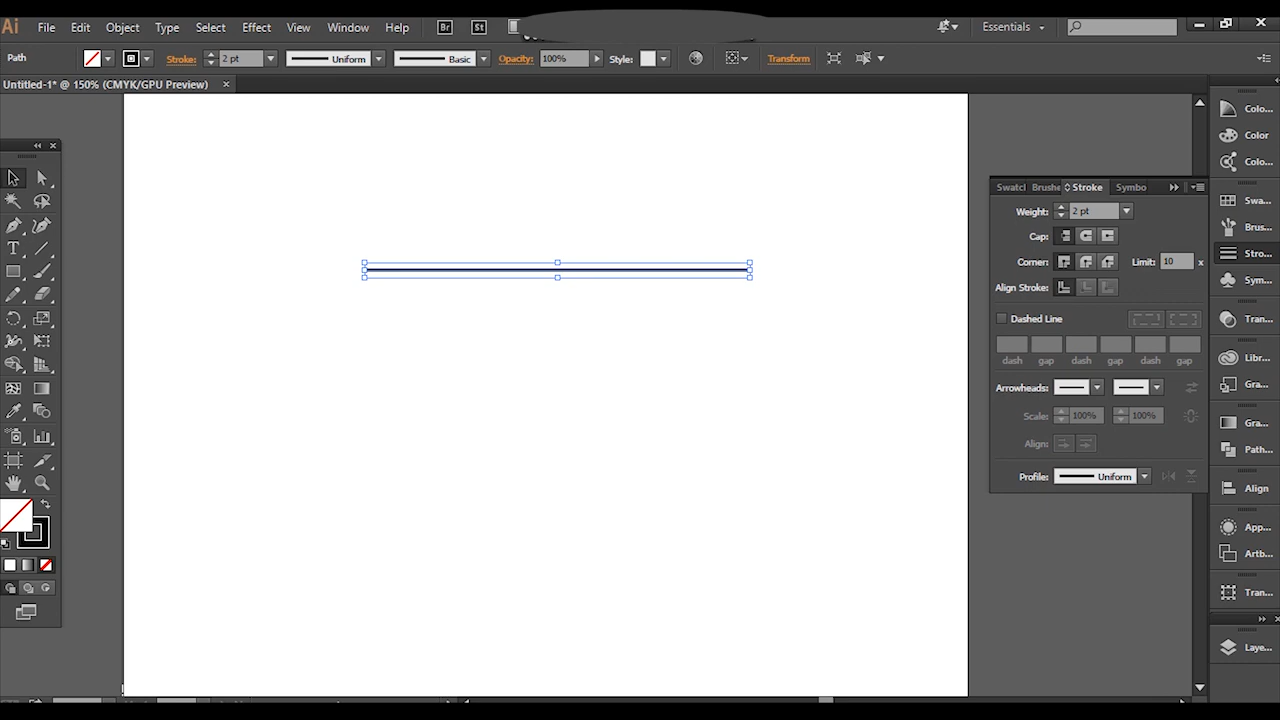 Ai File Edit Object Type Select Effect View Window Help Br St Essentials
Path Stroke: 2 pt Uniform Basic Opacity: 100% Style: Transform
Untitled-1* @ 150% (CMYK/GPU Preview) ×
Colo...
Color
Colo...
Swatcl Brushe Stroke Symbo
Weight: 2 pt
Cap:
Corner: Limit: 10 x
Align Stroke:
Dashed Line
dash gap dash gap dash gap
Arrowheads:
Scale: 100% 100%
Align:
Profile: Uniform
Swa...
Brus...
Stro...
Sym...
Tran...
Libr...
Gra...
Gra...
Path...
Align
App...
Artb...
Tran...
Laye...